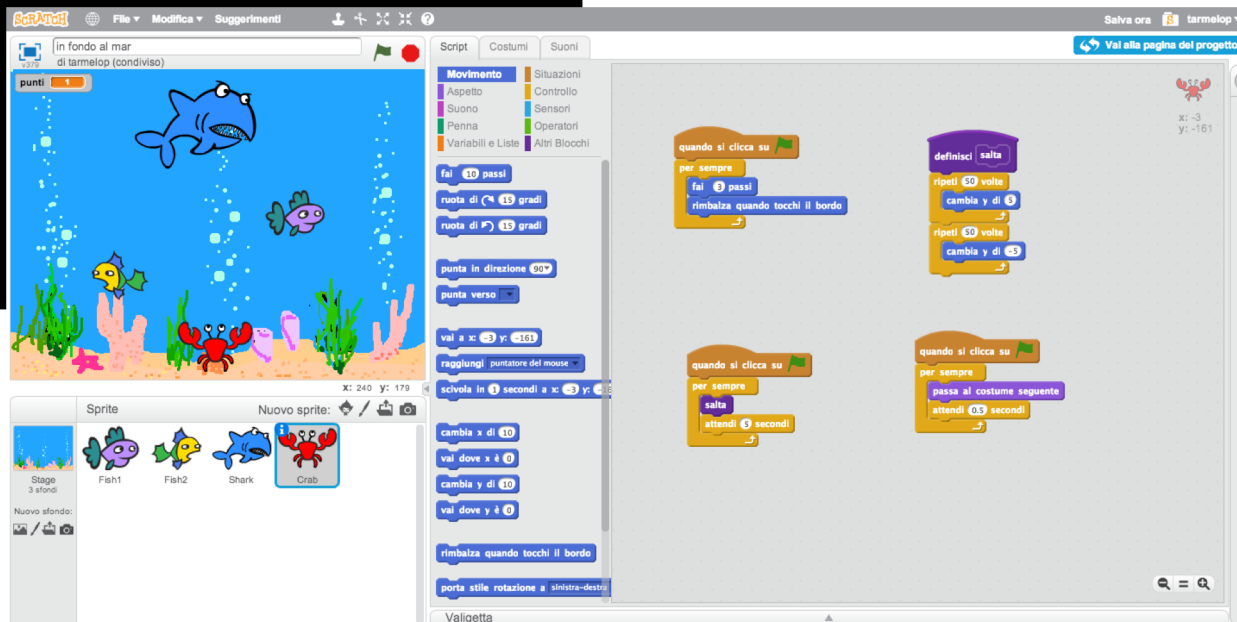 SCRATCH File ▾ Modifica ▾ Suggerimenti Salva ora tarmelop
in fondo al mar
di tarmelop (condiviso)
v379
punti 1
X: 240 y: 179
Sprite Nuovo sprite:
Stage
3 sfondi
Nuovo sfondo:
Fish1 Fish2 Shark Crab
Script Costumi Suoni
Vai alla pagina del progetto
Movimento Situazioni
Aspetto Controllo
Suono Sensori
Penna Operatori
Variabili e Liste Altri Blocchi
fai 10 passi
ruota di 15 gradi
ruota di 15 gradi
punta in direzione 90▾
punta verso
vai a x: -3 y: -161
raggiungi puntatore del mouse
scivola in 1 secondi a x: -3 y:
cambia x di 10
vai dove x è 0
cambia y di 10
vai dove y è 0
rimbalza quando tocchi il bordo
porta stile rotazione a sinistra-destra
quando si clicca su
per sempre
fai 3 passi
rimbalza quando tocchi il bordo
definisci salta
ripeti 50 volte
cambia y di 5
ripeti 50 volte
cambia y di -5
x: -3
y: -161
quando si clicca su
per sempre
salta
attendi 5 secondi
quando si clicca su
per sempre
passa al costume seguente
attendi 0.5 secondi
Valigetta